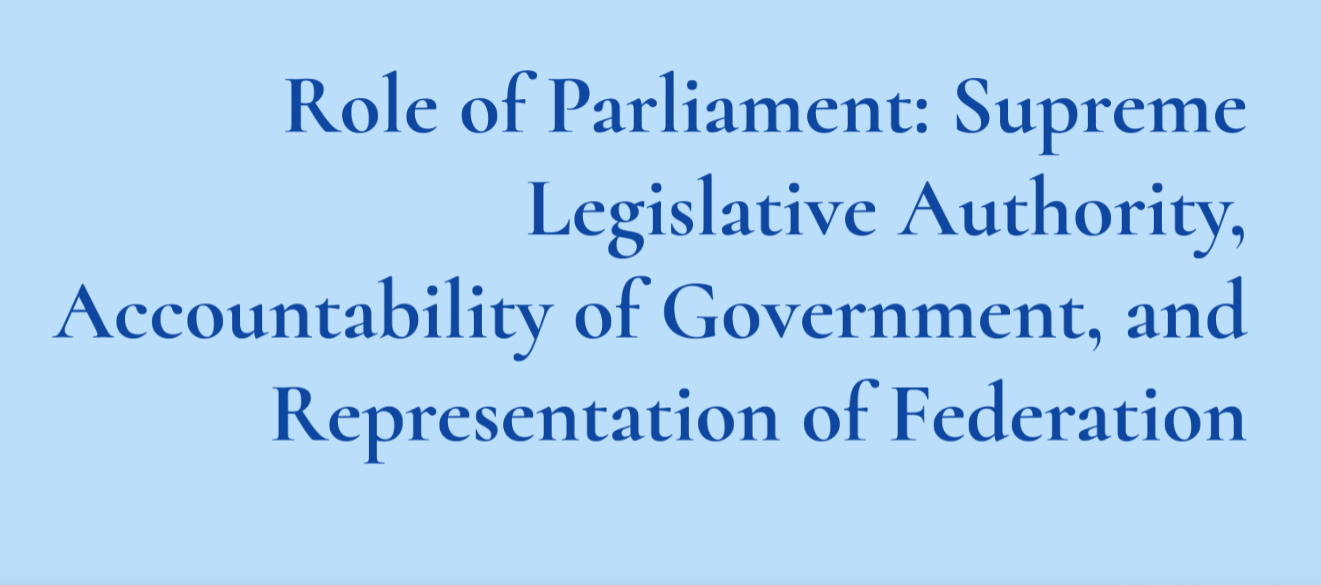 Role of Parliament: Supreme
Legislative Authority,
Accountability of Government, and
Representation of Federation